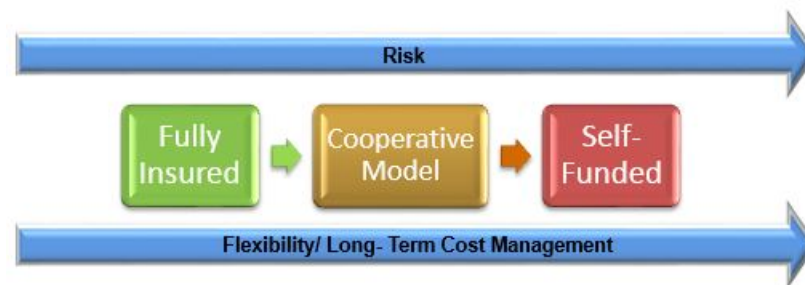 Risk
Fully
Insured
Cooperative
Model
Self-
Funded
Flexibility/ Long- Term Cost Management